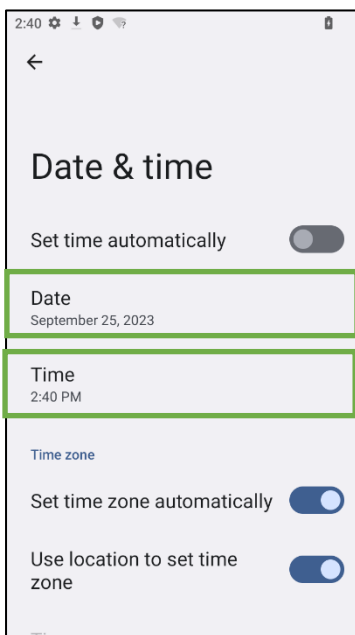 2:40
Date & time
Set time automatically
Date
September 25, 2023
Time
2:40 PM
Time zone
Set time zone automatically
Use location to set time
zone